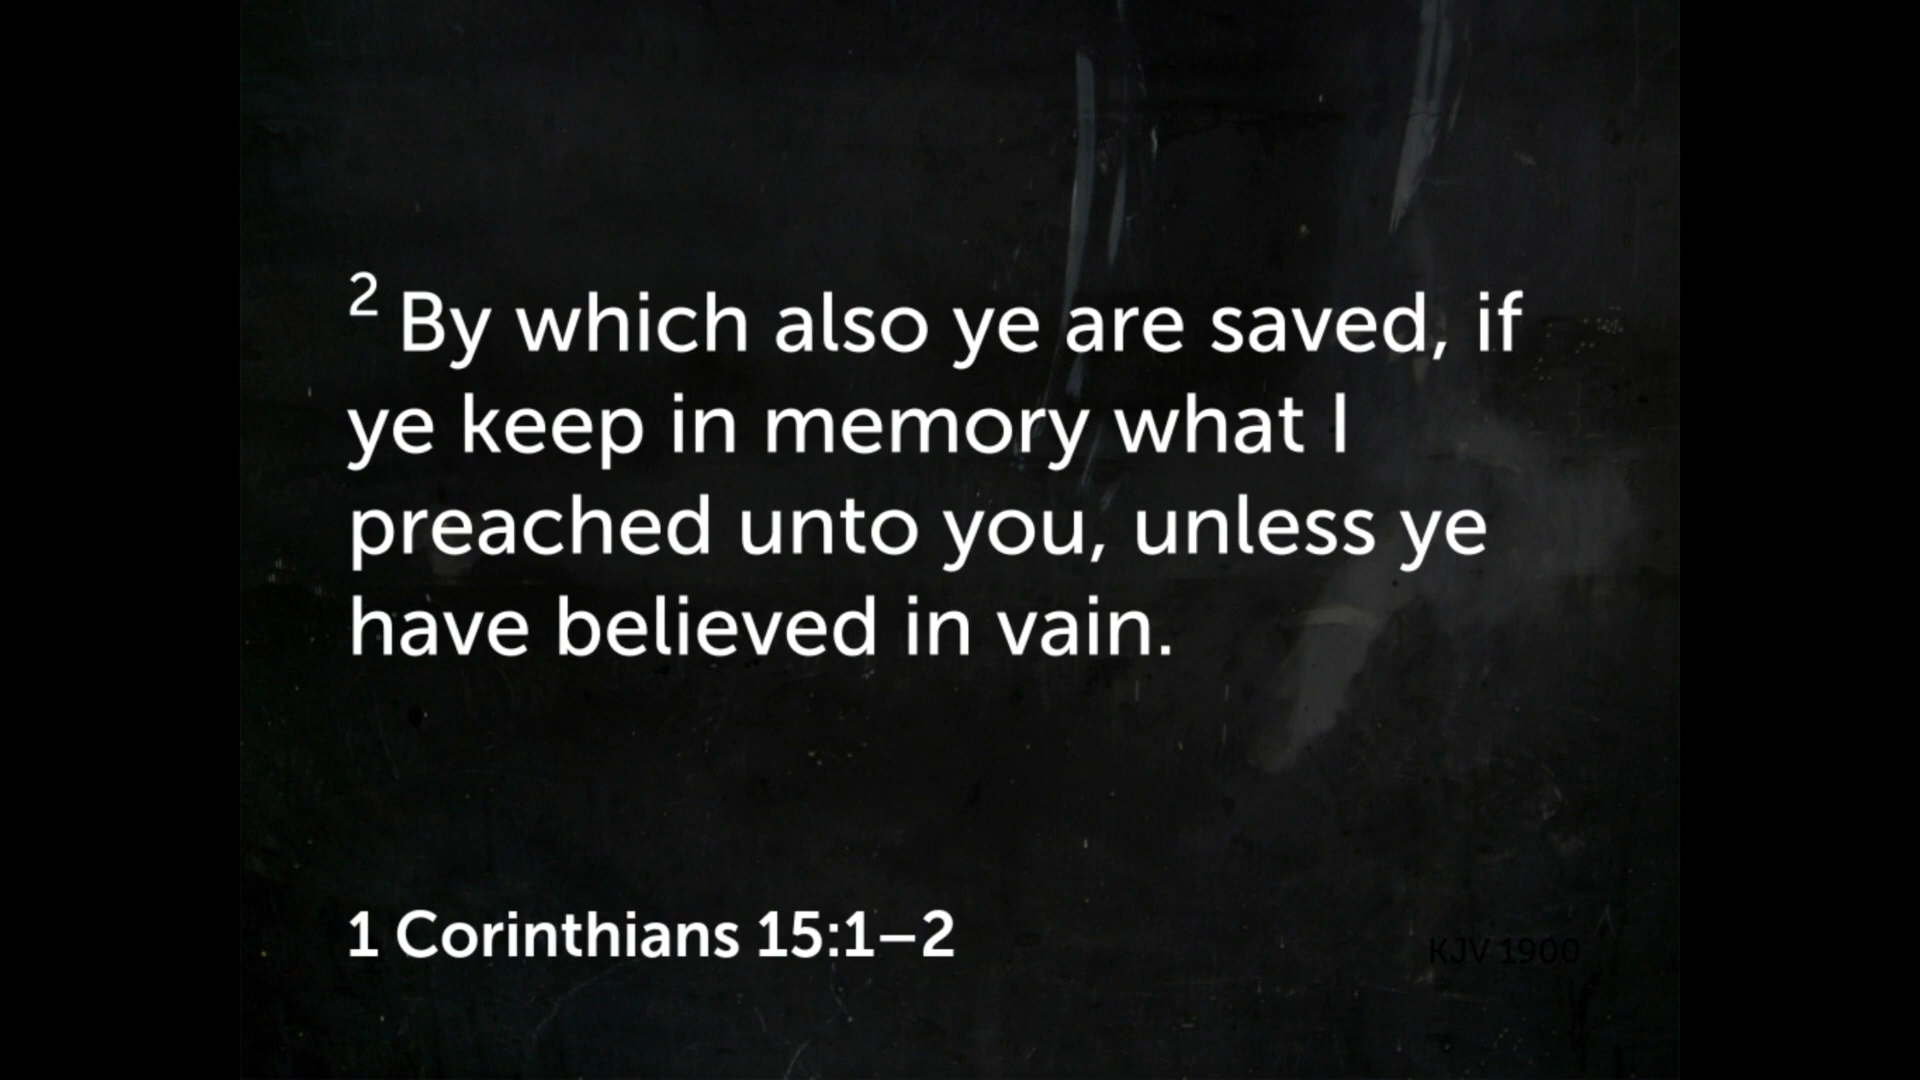 2 By which also ye are saved, if
ye keep in memory what I
preached unto you, unless ye
have believed in vain.
1 Corinthians 15:1–2
KJV 1900